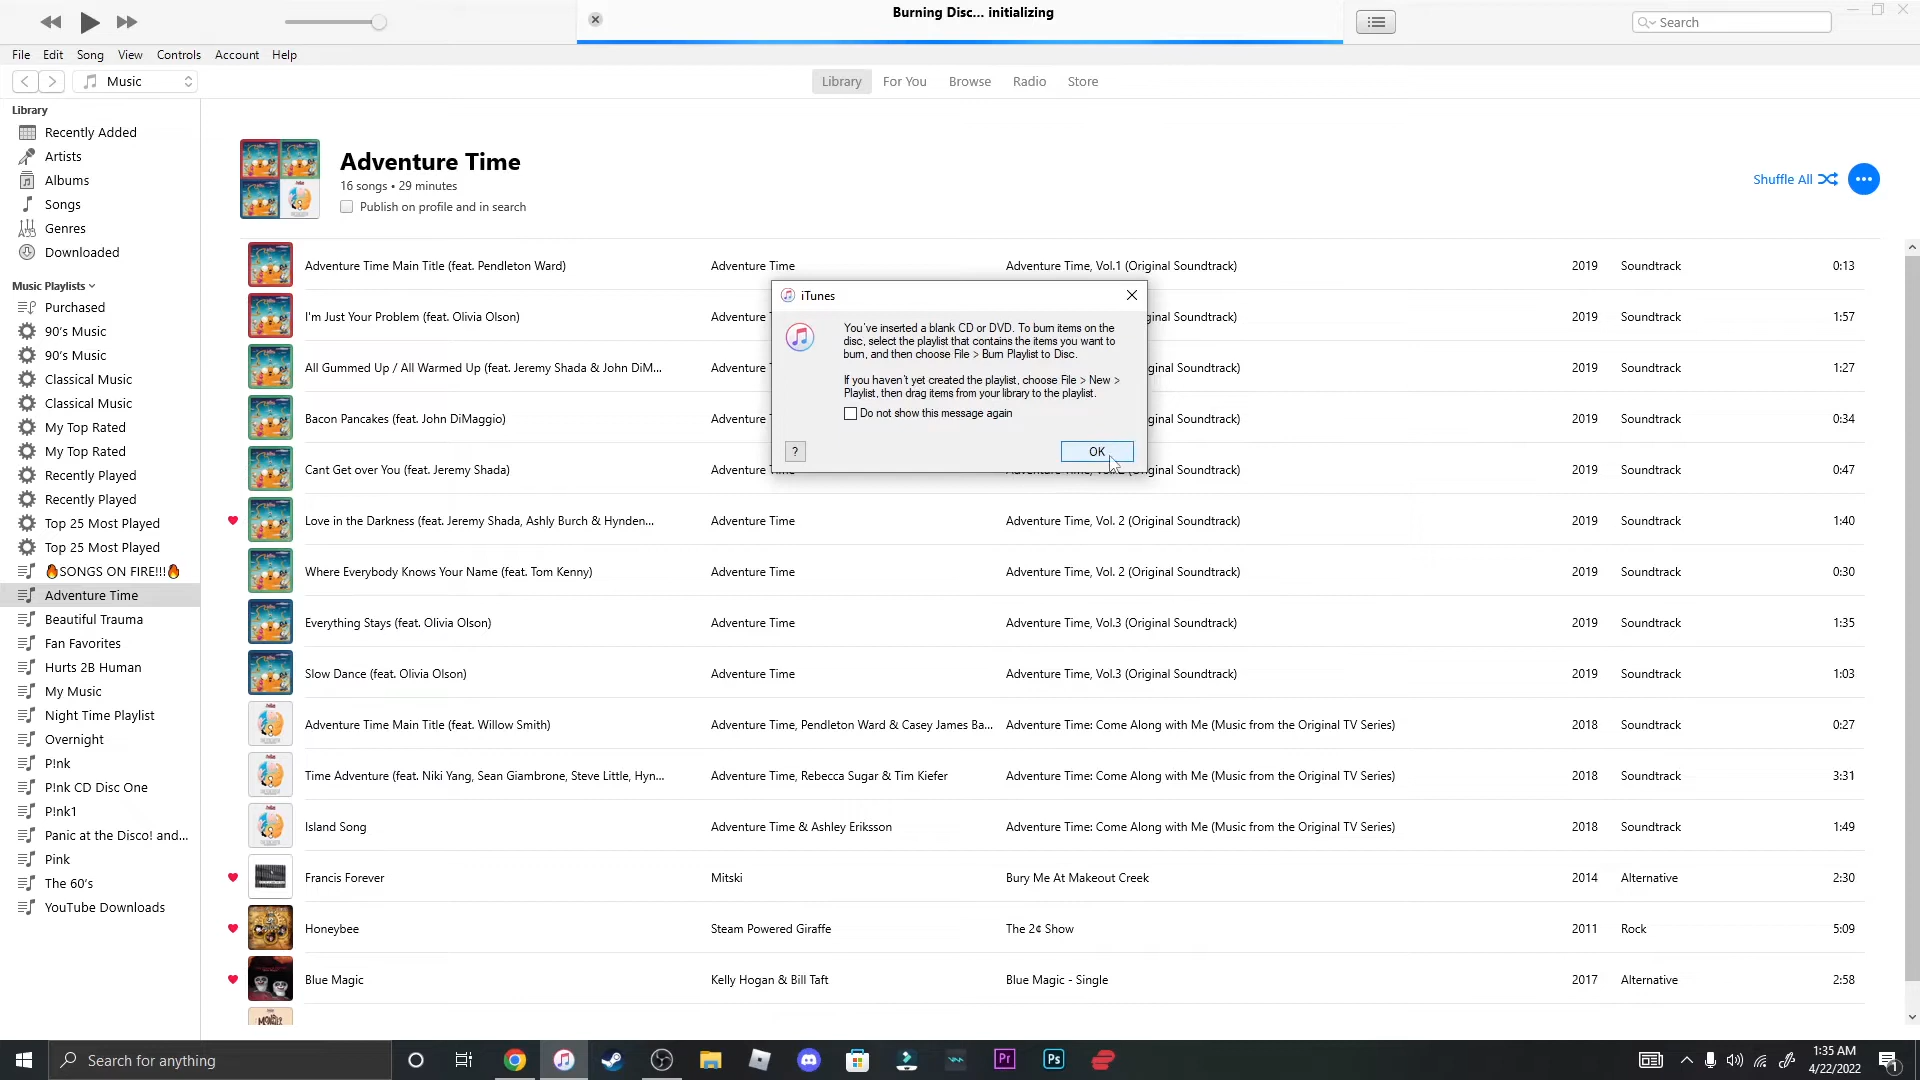 Burning Disc... initializing
Search
File Edit Song View Controls Account Help
Music
Library For You Browse Radio Store
Library
Recently Added
Artists
Albums
Songs
Genres
Downloaded
Music Playlists
Purchased
90's Music
90's Music
Classical Music
Classical Music
My Top Rated
My Top Rated
Recently Played
Recently Played
Top 25 Most Played
Top 25 Most Played
🔥SONGS ON FIRE!!!🔥
Adventure Time
Beautiful Trauma
Fan Favorites
Hurts 2B Human
My Music
Night Time Playlist
Overnight
P!nk
P!nk CD Disc One
P!nk1
Panic at the Disco! and...
Pink
The 60's
YouTube Downloads
Adventure Time
16 songs • 29 minutes
Publish on profile and in search
Shuffle All
Adventure Time Main Title (feat. Pendleton Ward) Adventure Time Adventure Time, Vol.1 (Original Soundtrack) 2019 Soundtrack 0:13
I'm Just Your Problem (feat. Olivia Olson) Adventure ginal Soundtrack) 2019 Soundtrack 1:57
All Gummed Up / All Warmed Up (feat. Jeremy Shada & John DiM... Adventure ginal Soundtrack) 2019 Soundtrack 1:27
Bacon Pancakes (feat. John DiMaggio) Adventure ginal Soundtrack) 2019 Soundtrack 0:34
Cant Get over You (feat. Jeremy Shada) Adventure Time Adventure Time, Vol. 2 (Original Soundtrack) 2019 Soundtrack 0:47
Love in the Darkness (feat. Jeremy Shada, Ashly Burch & Hynden... Adventure Time Adventure Time, Vol. 2 (Original Soundtrack) 2019 Soundtrack 1:40
Where Everybody Knows Your Name (feat. Tom Kenny) Adventure Time Adventure Time, Vol. 2 (Original Soundtrack) 2019 Soundtrack 0:30
Everything Stays (feat. Olivia Olson) Adventure Time Adventure Time, Vol.3 (Original Soundtrack) 2019 Soundtrack 1:35
Slow Dance (feat. Olivia Olson) Adventure Time Adventure Time, Vol.3 (Original Soundtrack) 2019 Soundtrack 1:03
Adventure Time Main Title (feat. Willow Smith) Adventure Time, Pendleton Ward & Casey James Ba... Adventure Time: Come Along with Me (Music from the Original TV Series) 2018 Soundtrack 0:27
Time Adventure (feat. Niki Yang, Sean Giambrone, Steve Little, Hyn... Adventure Time, Rebecca Sugar & Tim Kiefer Adventure Time: Come Along with Me (Music from the Original TV Series) 2018 Soundtrack 3:31
Island Song Adventure Time & Ashley Eriksson Adventure Time: Come Along with Me (Music from the Original TV Series) 2018 Soundtrack 1:49
Francis Forever Mitski Bury Me At Makeout Creek 2014 Alternative 2:30
Honeybee Steam Powered Giraffe The 2¢ Show 2011 Rock 5:09
Blue Magic Kelly Hogan & Bill Taft Blue Magic - Single 2017 Alternative 2:58
iTunes
You've inserted a blank CD or DVD. To burn items on the
disc, select the playlist that contains the items you want to
burn, and then choose File > Burn Playlist to Disc.
If you haven't yet created the playlist, choose File > New >
Playlist, then drag items from your library to the playlist.
Do not show this message again
? OK
Search for anything
Pr Ps
1:35 AM
4/22/2022
1